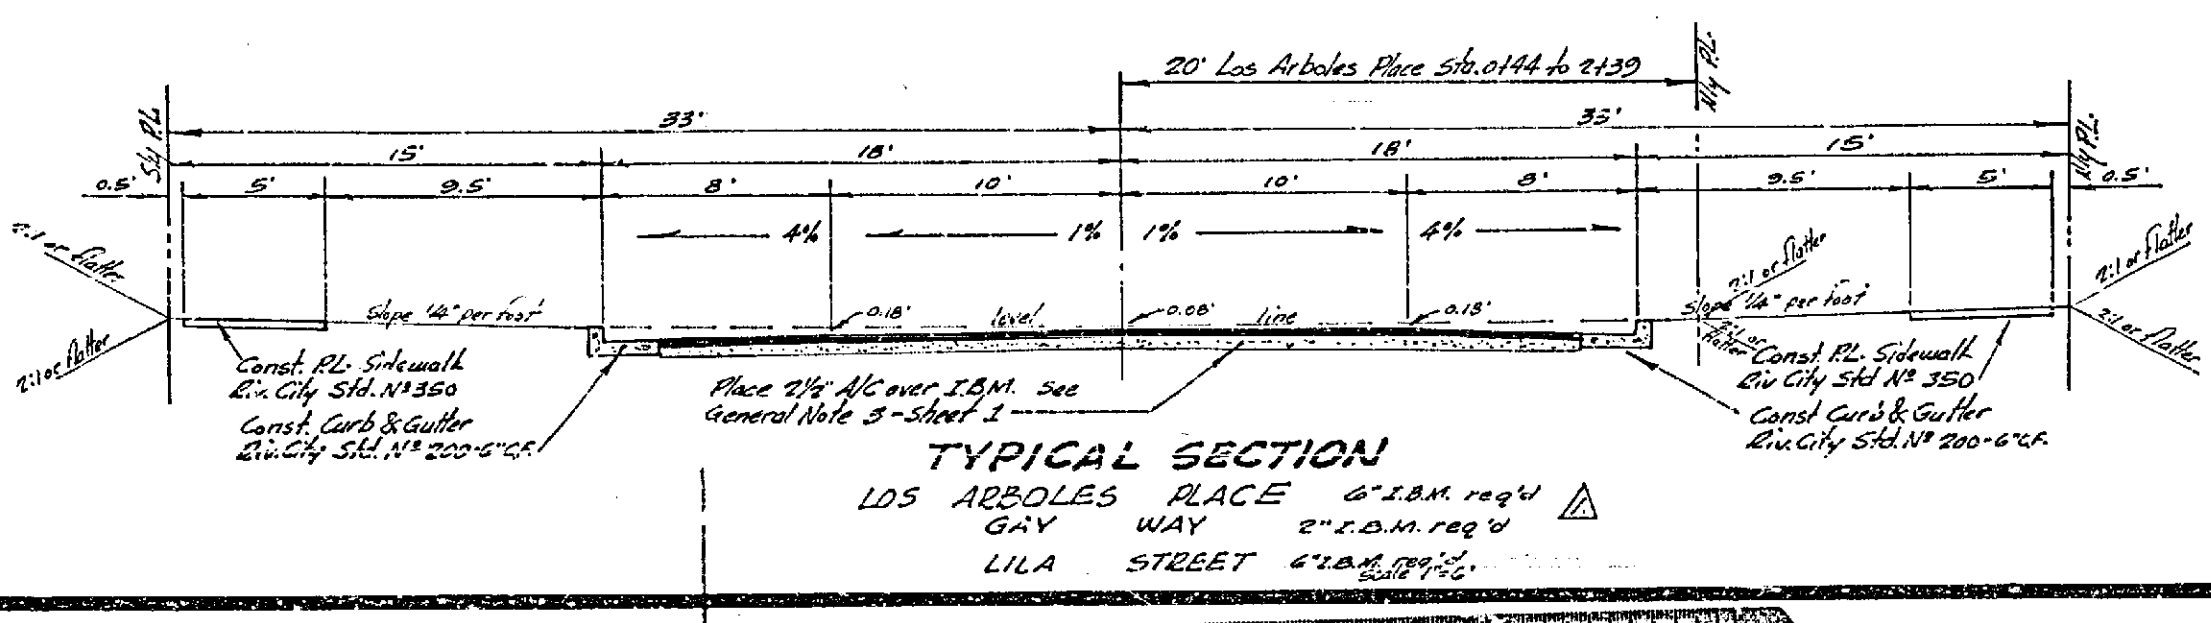 20' Los Arboles Place Sta. 0+44 to 2+39
N'ly P.L.
S'ly P.L.
33'
33'
N'ly P.L.
15'
18'
18'
15'
0.5'
5'
9.5'
8'
10'
10'
8'
9.5'
5'
0.5'
4%
1%
1%
4%
2:1 or flatter
2:1 or flatter
2:1 or flatter
Slope 1/4" per foot
0.18'
level
0.08'
line
0.18'
Slope 1/4" per foot
2:1 or flatter
2:1 or flatter
2:1 or flatter
Const. P.L. Sidewalk
Riv. City Std. Nº 350
Const. Curb & Gutter
Riv. City Std. Nº 200-6" C.F.
Place 2 1/2" A/C over I.B.M. See
General Note 3 - Sheet 1
Const. P.L. Sidewalk
Riv. City Std. Nº 350
Const. Curb & Gutter
Riv. City Std. Nº 200-6" C.F.
TYPICAL SECTION
LOS ARBOLES PLACE 6" I.B.M. req'd
GAY WAY 2" I.B.M. req'd
LILA STREET 6" I.B.M. req'd
Scale 1"=6'